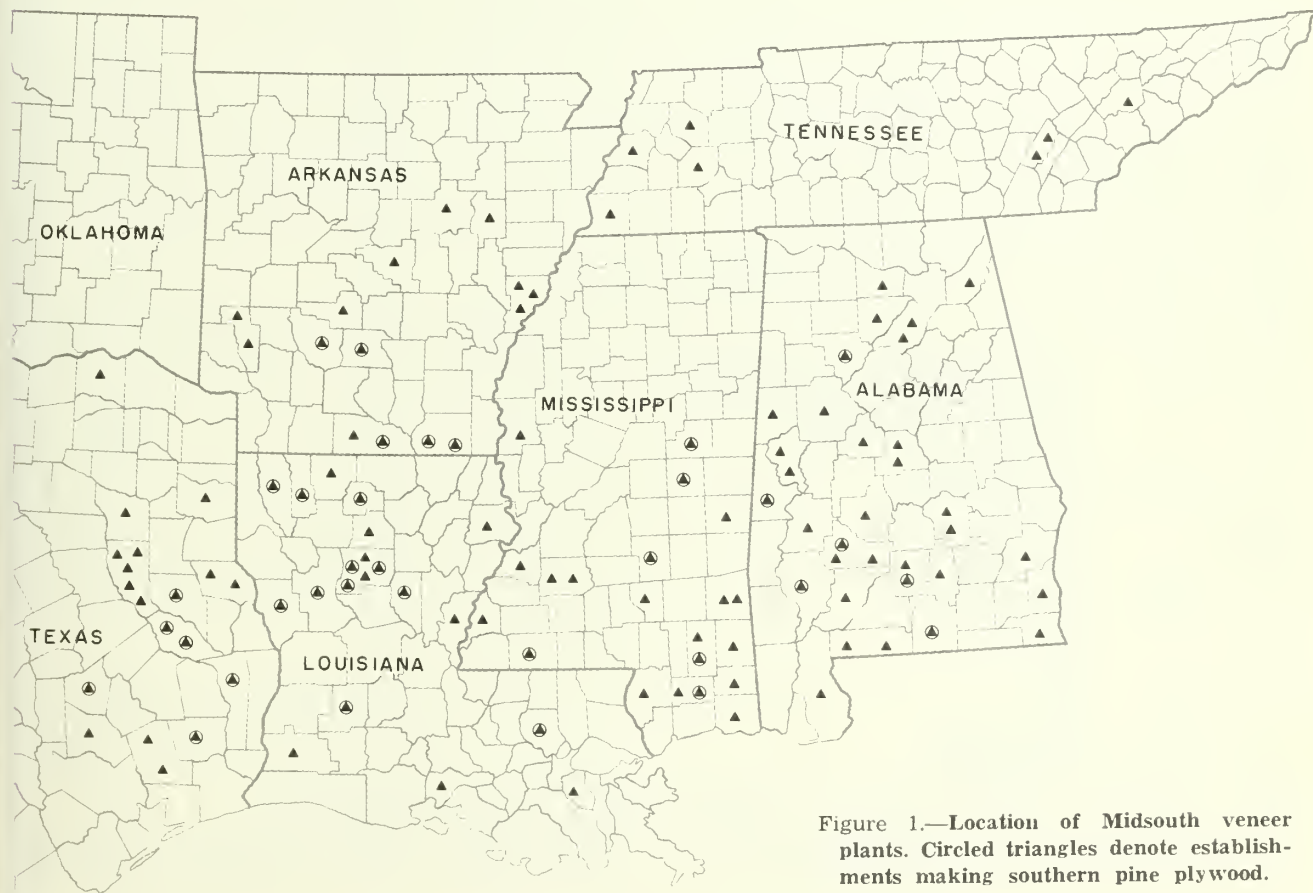 TENNESSEE
ARKANSAS
OKLAHOMA
MISSISSIPPI
ALABAMA
TEXAS
LOUISIANA
Figure 1.—Location of Midsouth veneer
plants. Circled triangles denote establish-
ments making southern pine plywood.